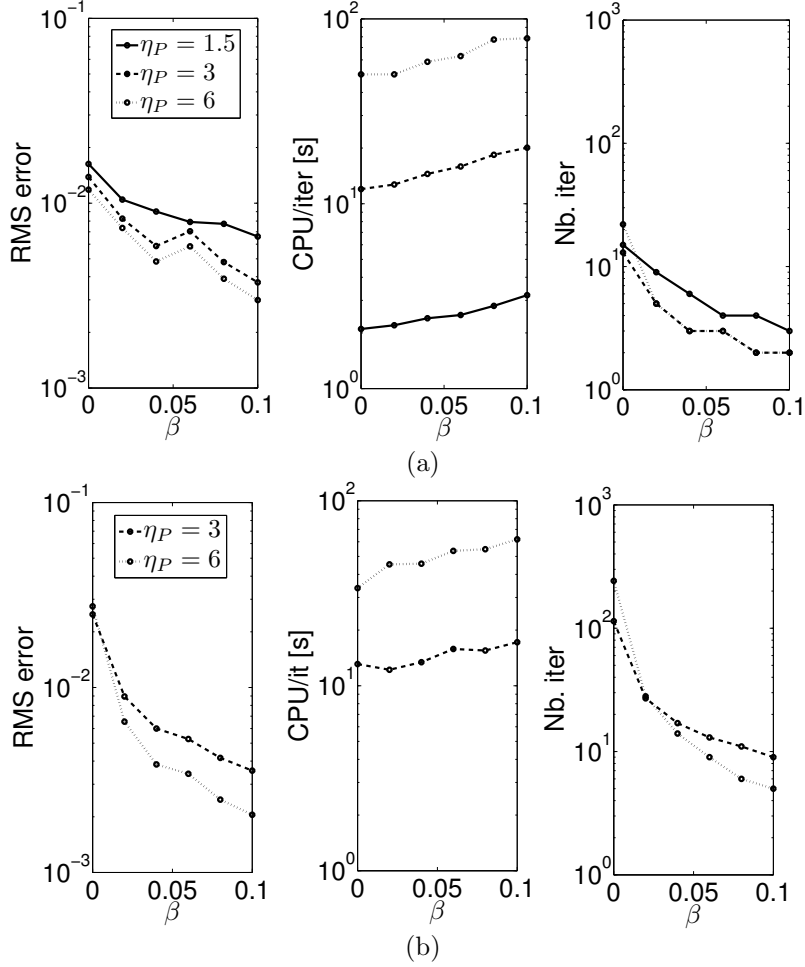 RMS error
10^{-1}
10^{-2}
10^{-3}
η_P = 1.5
η_P = 3
η_P = 6
0
0.05
0.1
β
CPU/iter [s]
10^2
10^1
10^0
0
0.05
0.1
β
Nb. iter
10^3
10^2
10^1
10^0
0
0.05
0.1
β
(a)
RMS error
10^{-1}
10^{-2}
10^{-3}
η_P = 3
η_P = 6
0
0.05
0.1
β
CPU/it [s]
10^2
10^1
10^0
0
0.05
0.1
β
Nb. iter
10^3
10^2
10^1
10^0
0
0.05
0.1
β
(b)